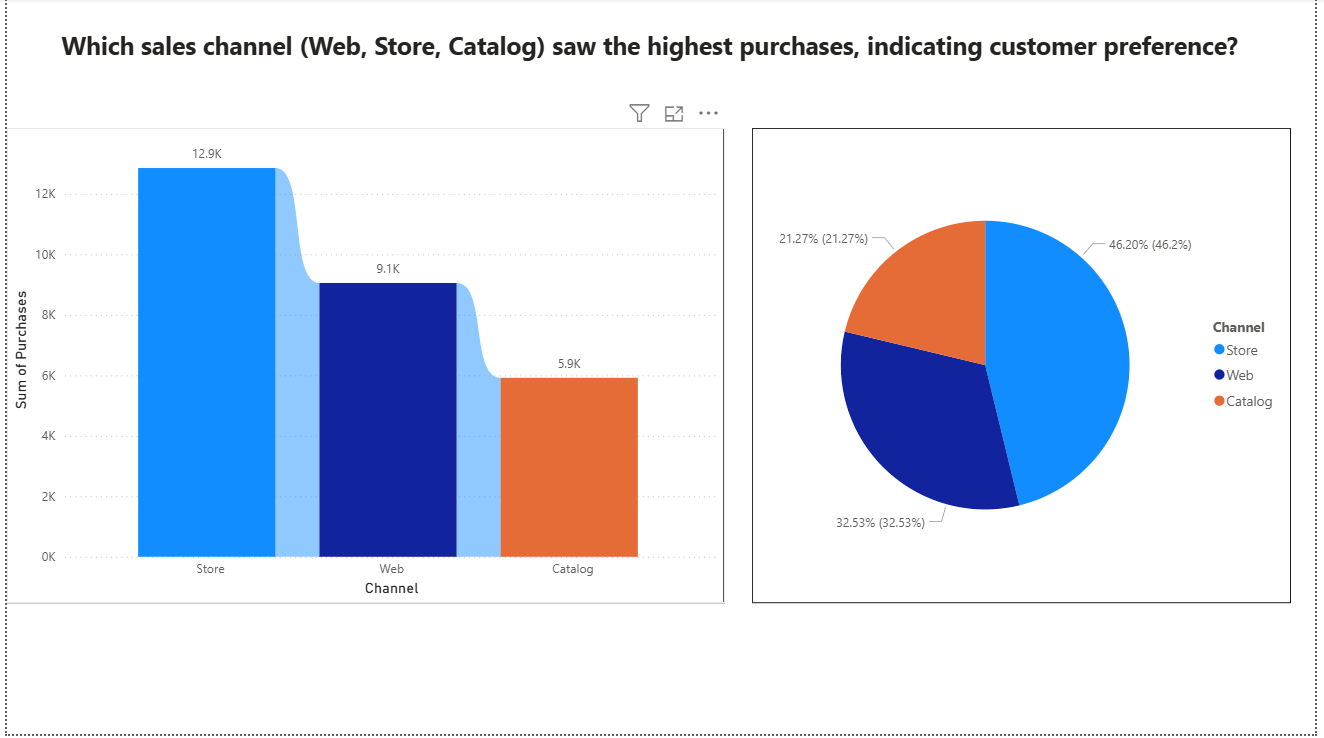 Which sales channel (Web, Store, Catalog) saw the highest purchases, indicating customer preference?
12.9K
12K
10K
9.1K
8K
6K
5.9K
4K
2K
0K
Sum of Purchases
Store
Web
Catalog
Channel
21.27% (21.27%)
46.20% (46.2%)
32.53% (32.53%)
Channel
Store
Web
Catalog